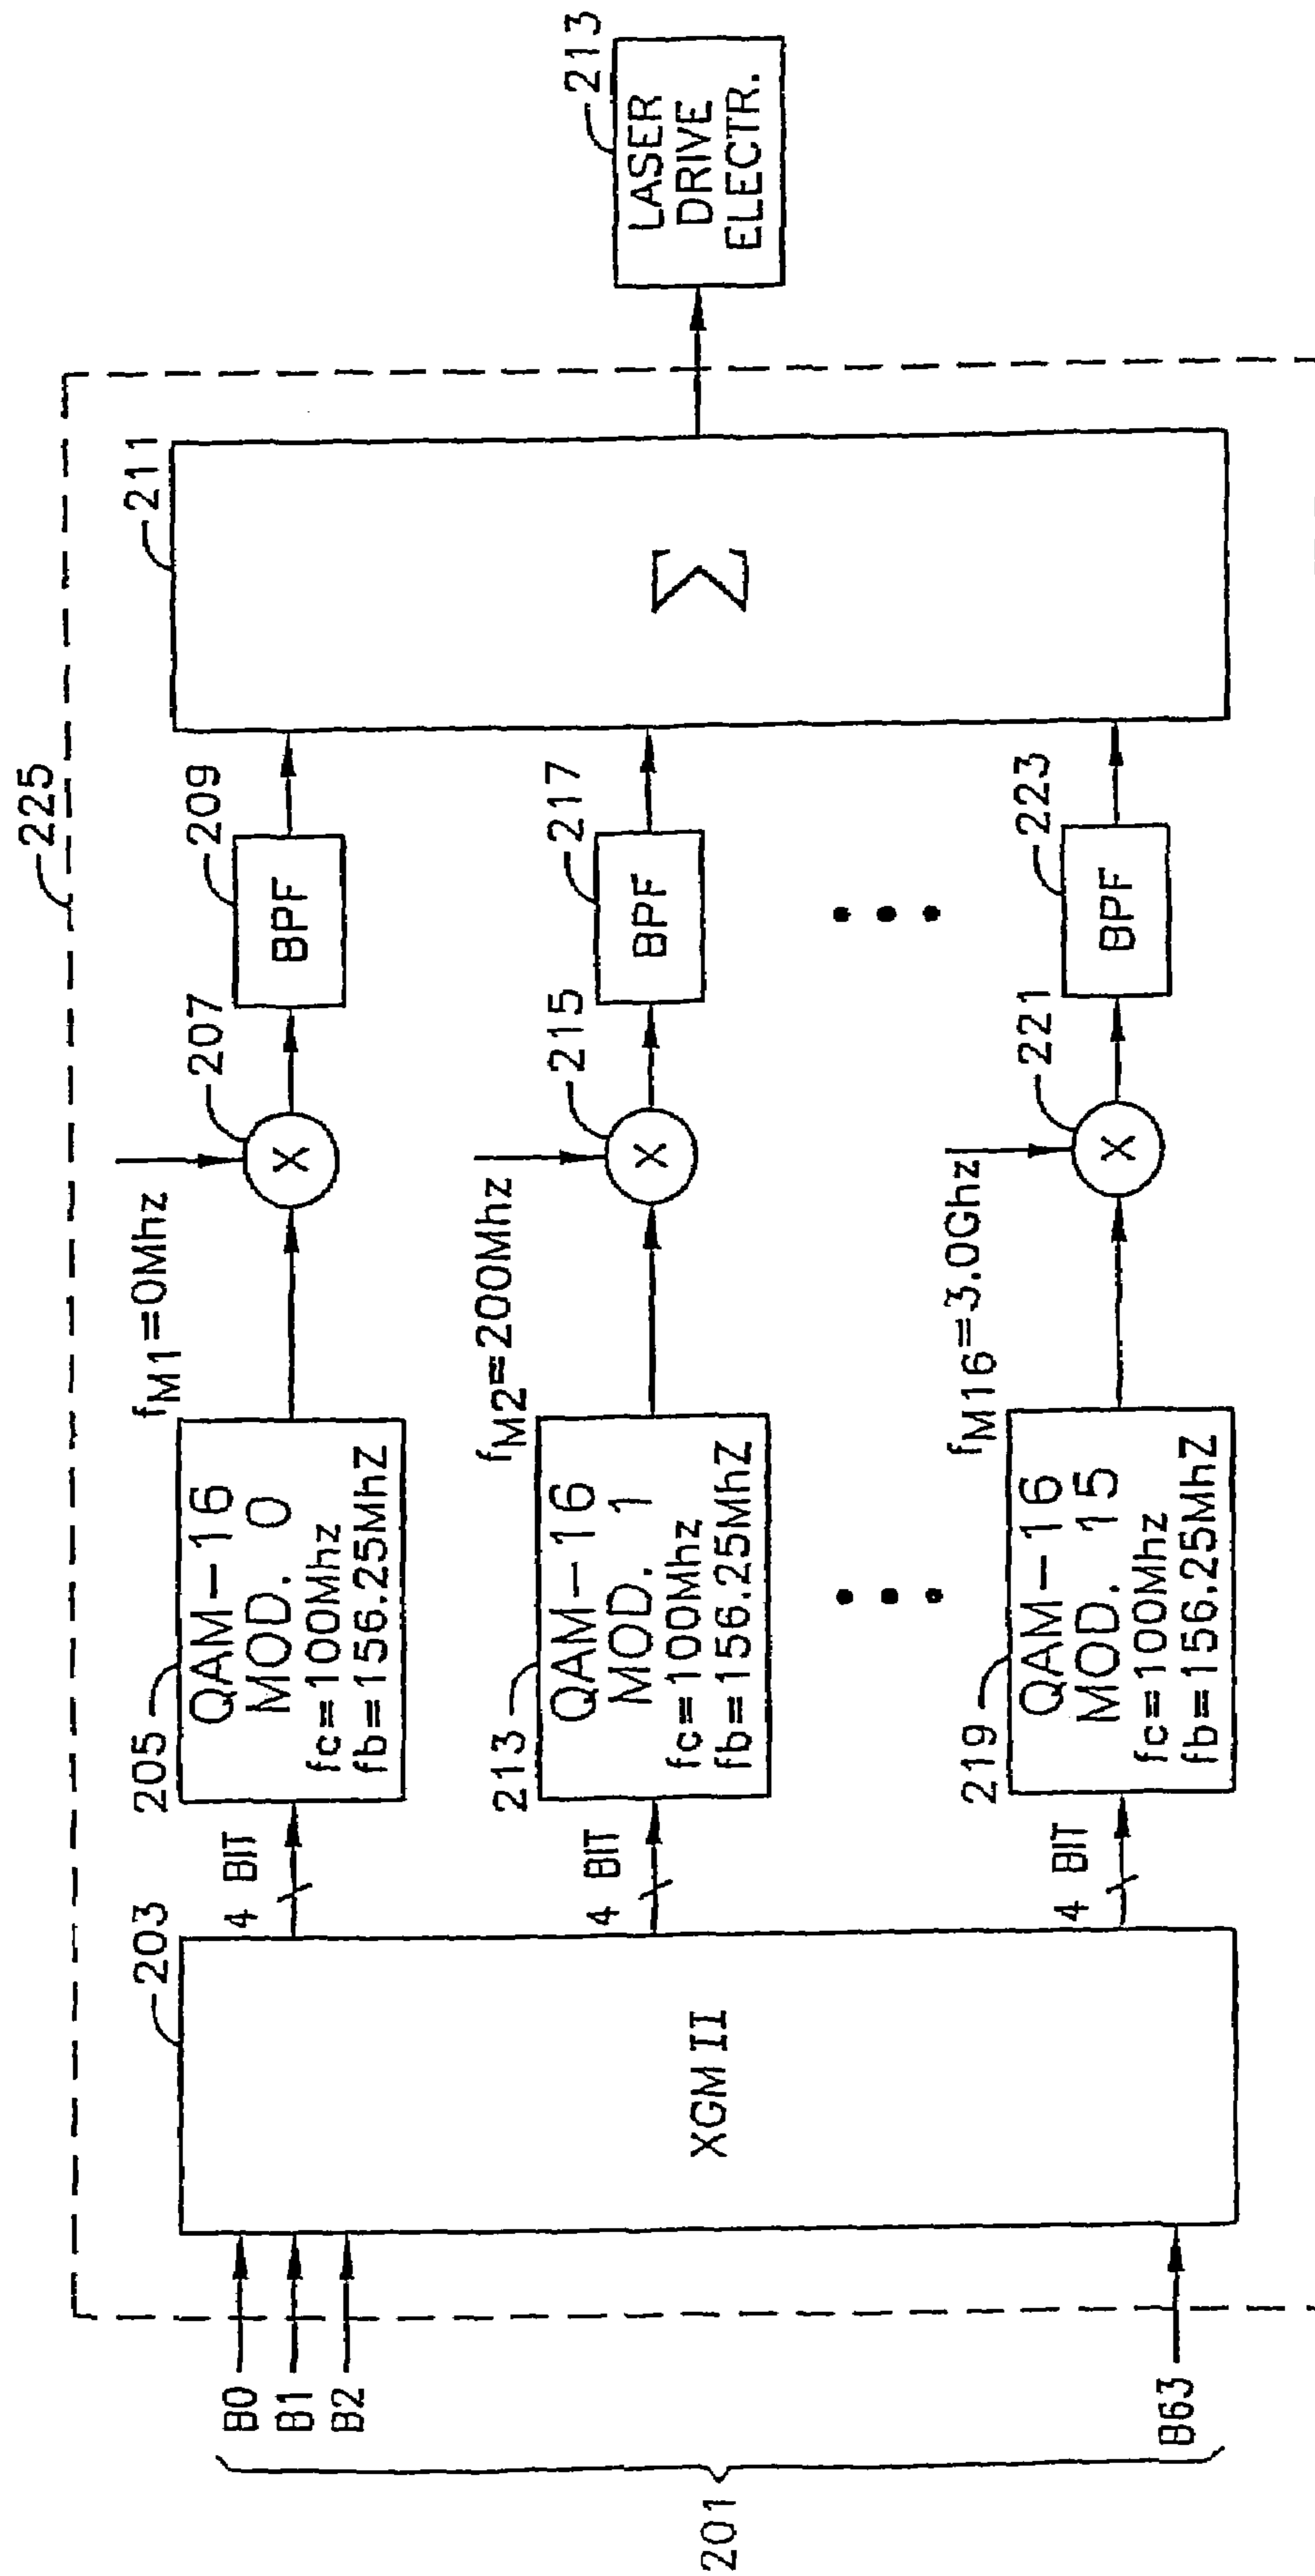 225
201
B0
B1
B2
B63
203
XGM II
4 BIT
205
QAM-16
MOD. 0
fc=100Mhz
fb=156.25MhZ
fM1=0Mhz
207
X
209
BPF
4 BIT
213
QAM-16
MOD. 1
fc=100Mhz
fb=156.25MhZ
fM2=200Mhz
215
X
217
BPF
4 BIT
219
QAM-16
MOD. 15
fc=100Mhz
fb=156.25MhZ
fM16=3.0Ghz
221
X
223
BPF
211
Σ
213
LASER
DRIVE
ELECTR.